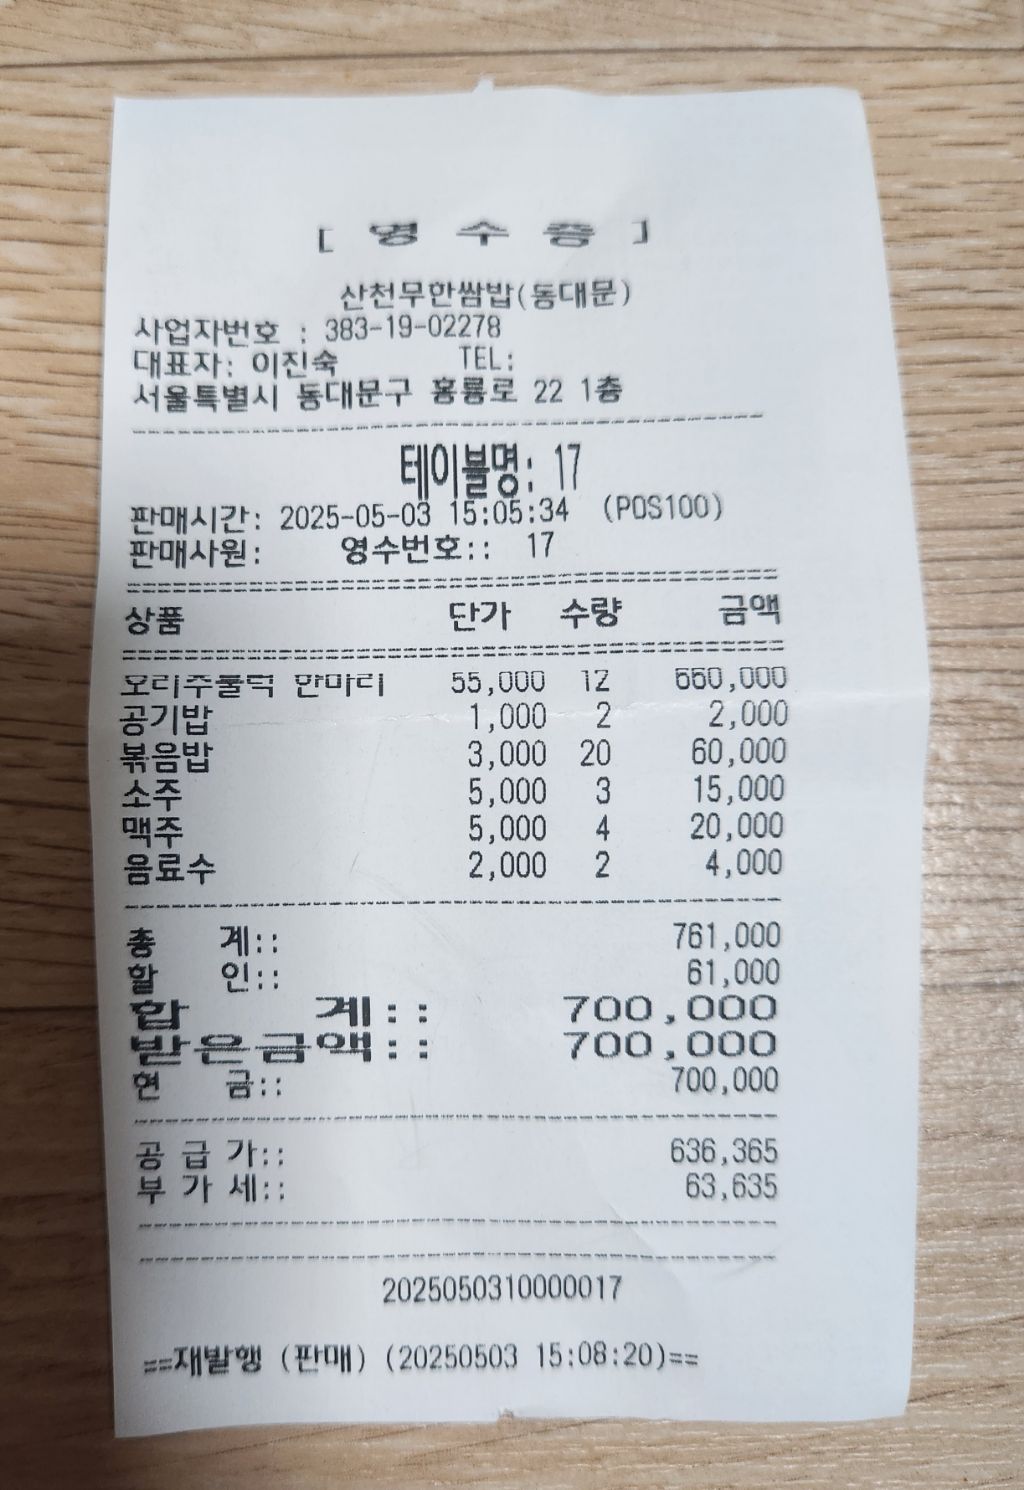 [ 영 수 증 ]
산천무한쌈밥(동대문)
사업자번호 : 383-19-02278
대표자: 이진숙 TEL:
서울특별시 동대문구 홍릉로 22 1층
테이블명: 17
판매시간: 2025-05-03 15:05:34 (POS100)
판매사원: 영수번호:: 17
상품 단가 수량 금액
오리주물럭 한마리 55,000 12 660,000
공기밥 1,000 2 2,000
볶음밥 3,000 20 60,000
소주 5,000 3 15,000
맥주 5,000 4 20,000
음료수 2,000 2 4,000
총 계:: 761,000
할 인:: 61,000
합 계:: 700,000
받은금액:: 700,000
현 금:: 700,000
공 급 가:: 636,365
부 가 세:: 63,635
2025050310000017
==재발행 (판매) (20250503 15:08:20)==